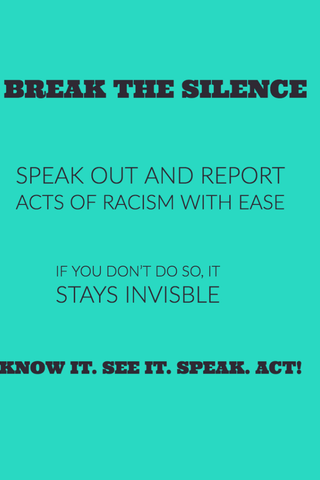 BREAK THE SILENCE
SPEAK OUT AND REPORT
ACTS OF RACISM WITH EASE
IF YOU DON'T DO SO, IT
STAYS INVISBLE
KNOW IT. SEE IT. SPEAK. ACT!